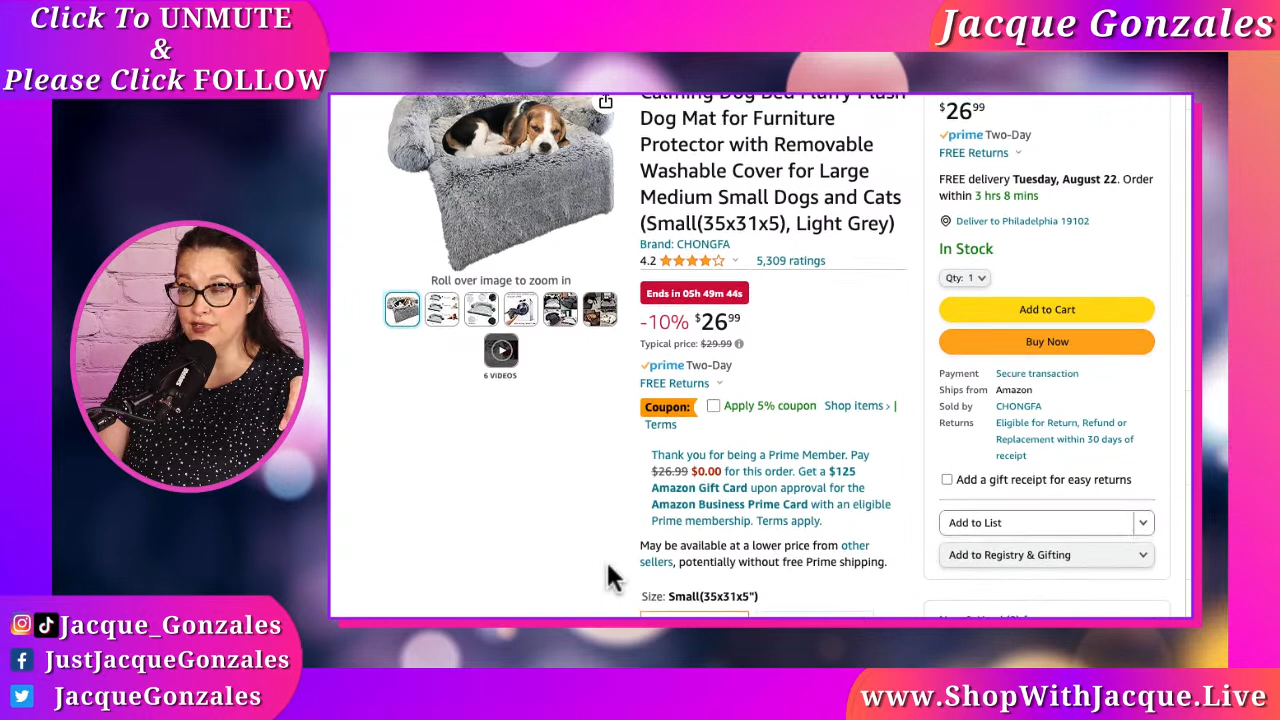 Click To UNMUTE
&
Please Click FOLLOW
Jacque Gonzales
Calming Dog Bed Fluffy Plush
Dog Mat for Furniture
Protector with Removable
Washable Cover for Large
Medium Small Dogs and Cats
(Small(35x31x5), Light Grey)
Brand: CHONGFA
4.2
5,309 ratings
Roll over image to zoom in
6 VIDEOS
Ends in 05h 49m 44s
-10% $26 99
Typical price: $29.99
prime Two-Day
FREE Returns
Coupon: Apply 5% coupon Shop items › |
Terms
Thank you for being a Prime Member. Pay
$26.99 $0.00 for this order. Get a $125
Amazon Gift Card upon approval for the
Amazon Business Prime Card with an eligible
Prime membership. Terms apply.
May be available at a lower price from other
sellers, potentially without free Prime shipping.
Size: Small(35x31x5")
$26 99
prime Two-Day
FREE Returns
FREE delivery Tuesday, August 22. Order
within 3 hrs 8 mins
Deliver to Philadelphia 19102
In Stock
Qty: 1
Add to Cart
Buy Now
Payment Secure transaction
Ships from Amazon
Sold by CHONGFA
Returns Eligible for Return, Refund or
Replacement within 30 days of
receipt
Add a gift receipt for easy returns
Add to List
Add to Registry & Gifting
SHURE
Jacque_Gonzales
JustJacqueGonzales
JacqueGonzales
www.ShopWithJacque.Live